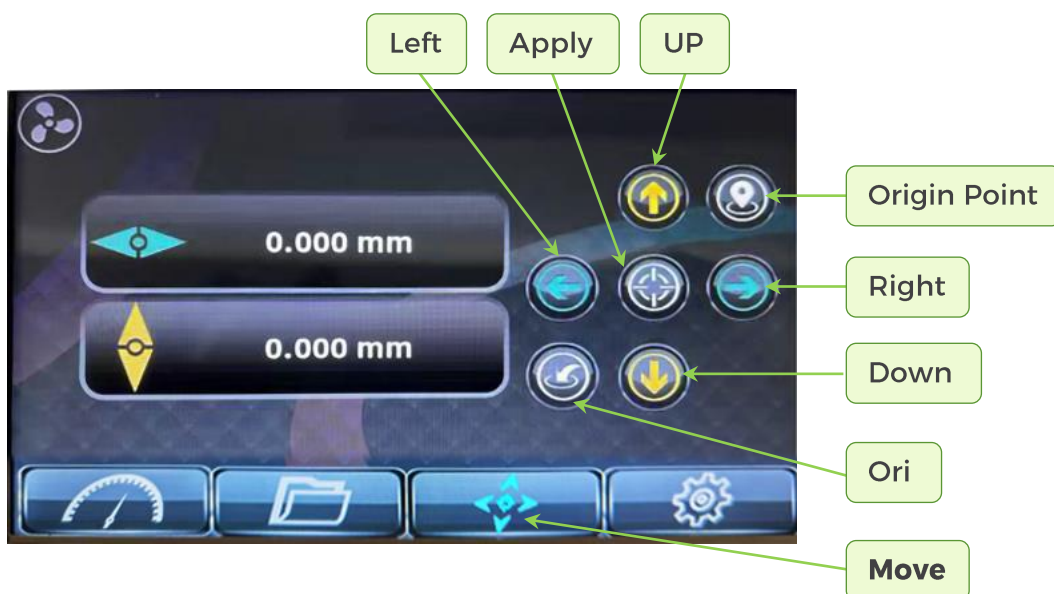 Left
Apply
UP
Origin Point
0.000 mm
Right
0.000 mm
Down
Ori
Move